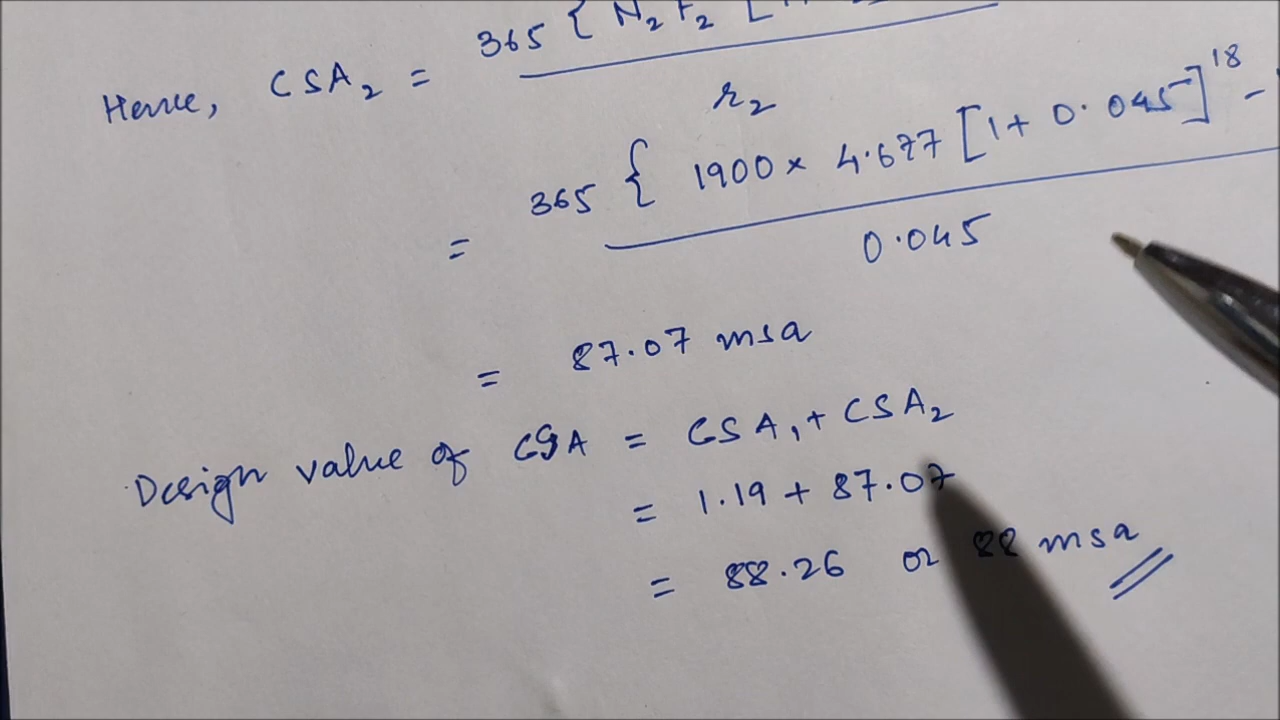 Hence, CSA₂ = 365 { N₂ F₂ [
r₂
= 365 { 1900 × 4.677 [1 + 0.045]¹⁸ -
0.045
= 87.07 msa
Design value of CSA = CSA₁ + CSA₂
= 1.19 + 87.07
= 88.26 or 88 msa